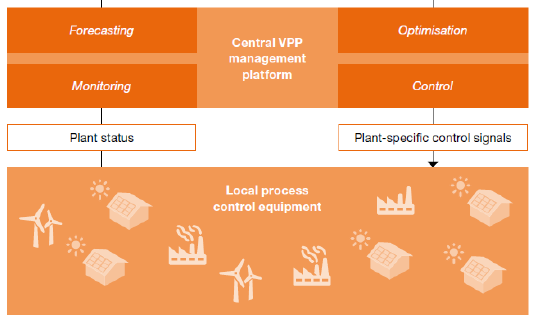 Forecasting
Optimisation
Central VPP
management
platform
Monitoring
Control
Plant status
Plant-specific control signals
Local process
control equipment